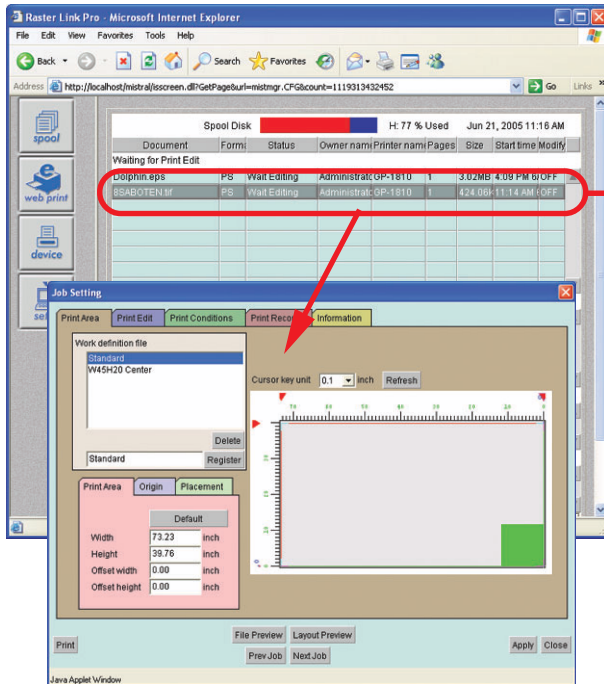 Raster Link Pro - Microsoft Internet Explorer
File Edit View Favorites Tools Help
Back Search Favorites
Address http://localhost/mistral/isscreen.dll?GetPage&url=mistmgr.CFG&count=1119313432452 Go Links »
spool
web print
device
Spool Disk H: 77 % Used Jun 21, 2005 11:16 AM
Document Form Status Owner name Printer name Pages Size Start time Modify
Waiting for Print Edit
Dolphin.eps PS Wait Editing Administrato GP-1810 1 3.02MB 4:09 PM 6/ OFF
8SABOTEN.tif PS Wait Editing Administrato GP-1810 1 424.06k 11:14 AM OFF
Job Setting
Print Area Print Edit Print Conditions Print Reco Information
Work definition file
Standard
W45H20 Center
Delete
Standard Register
Cursor key unit 0.1 inch Refresh
Print Area Origin Placement
Default
Width 73.23 inch
Height 39.76 inch
Offset width 0.00 inch
Offset height 0.00 inch
File Preview Layout Preview
Print Apply Close
Prev Job Next Job
Java Applet Window